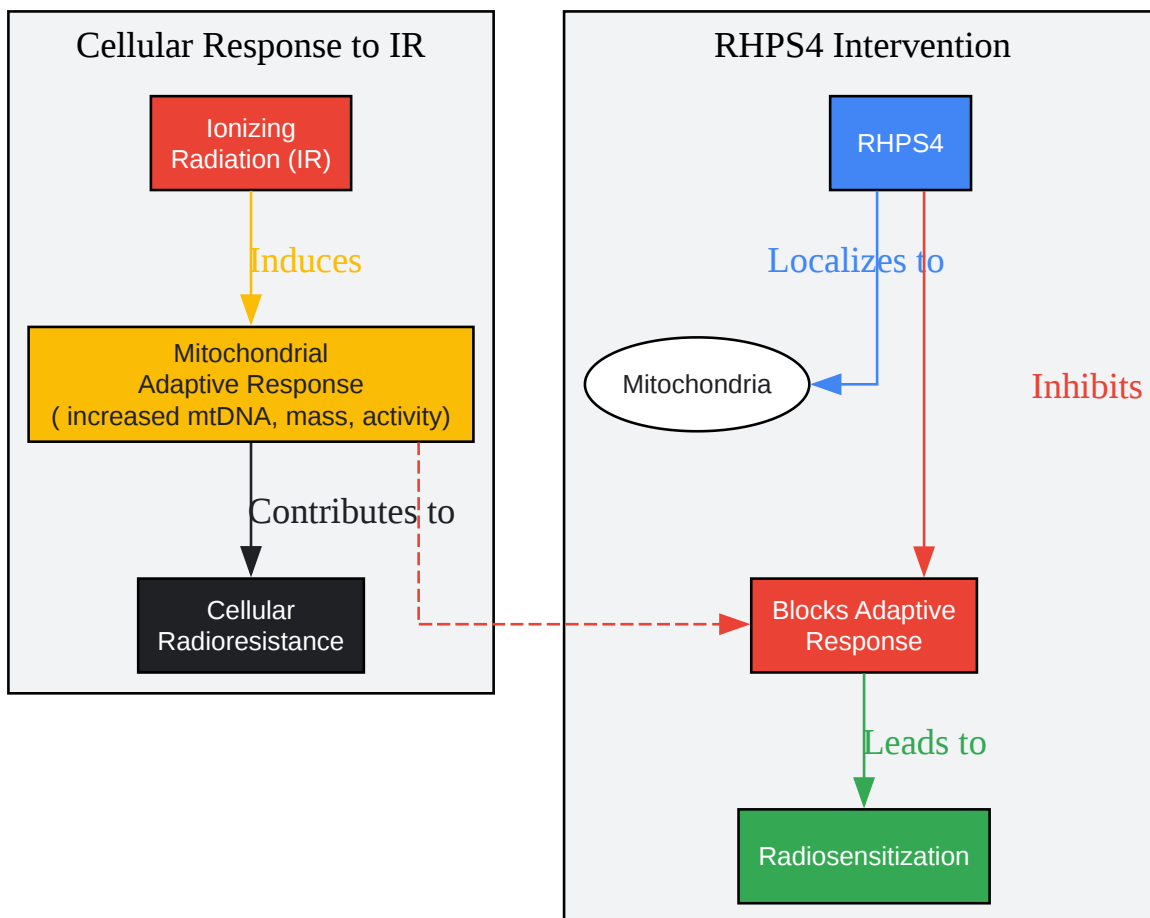 Cellular Response to IR
Ionizing
Radiation (IR)
Induces
Mitochondrial
Adaptive Response
( increased mtDNA, mass, activity)
Contributes to
Cellular
Radioresistance
RHPS4 Intervention
RHPS4
Localizes to
Mitochondria
Inhibits
Blocks Adaptive
Response
Leads to
Radiosensitization